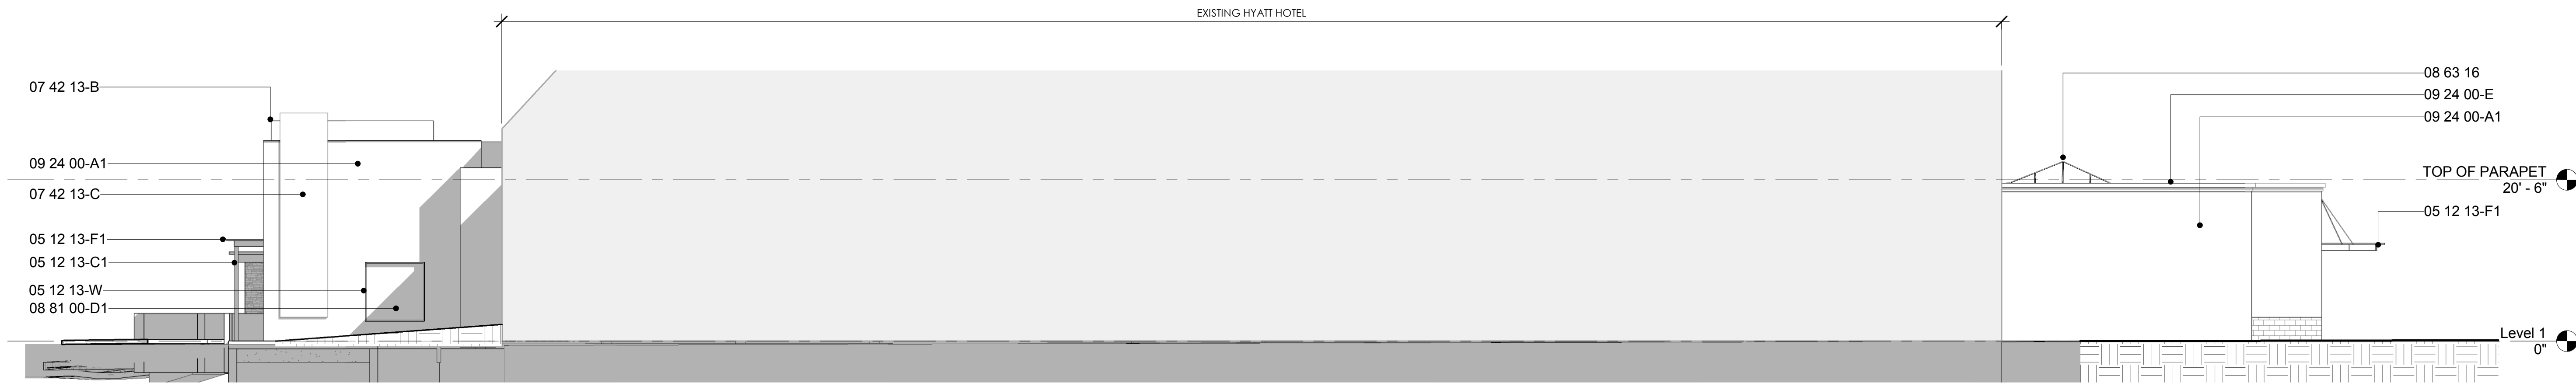 EXISTING HYATT HOTEL
07 42 13-B
09 24 00-A1
07 42 13-C
05 12 13-F1
05 12 13-C1
05 12 13-W
08 81 00-D1
08 63 16
09 24 00-E
09 24 00-A1
TOP OF PARAPET
20' - 6"
05 12 13-F1
Level 1
0"